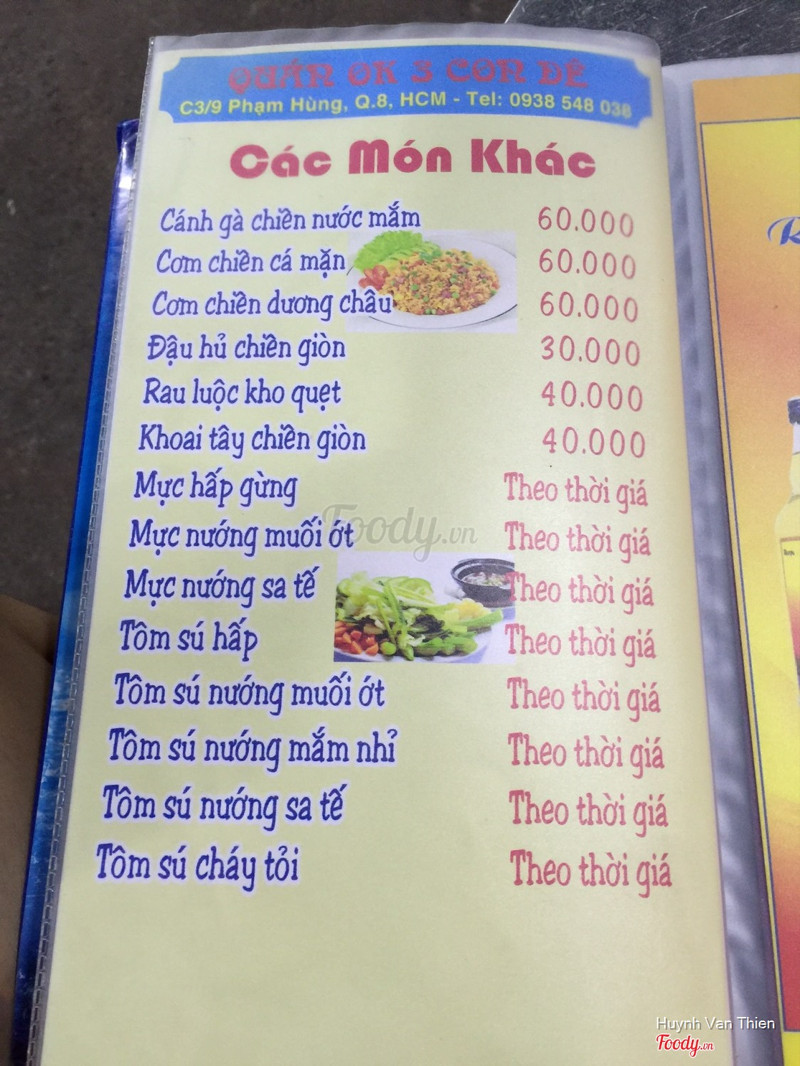 QUÁN OK 3 CON DÊ
C3/9 Phạm Hùng, Q.8, HCM - Tel: 0938 548 038
Các Món Khác
Cánh gà chiền nước mắm 60.000
Cơm chiền cá mặn 60.000
Cơm chiền dương châu 60.000
Đậu hủ chiền giòn 30.000
Rau luộc kho quẹt 40.000
Khoai tây chiền giòn 40.000
Mực hấp gừng Theo thời giá
Foody.vn
Mực nướng muối ớt Theo thời giá
Mực nướng sa tế Theo thời giá
Tôm sú hấp Theo thời giá
Tôm sú nướng muối ớt Theo thời giá
Tôm sú nướng mắm nhỉ Theo thời giá
Tôm sú nướng sa tế Theo thời giá
Tôm sú cháy tỏi Theo thời giá
Huynh Van Thien
Foody.vn